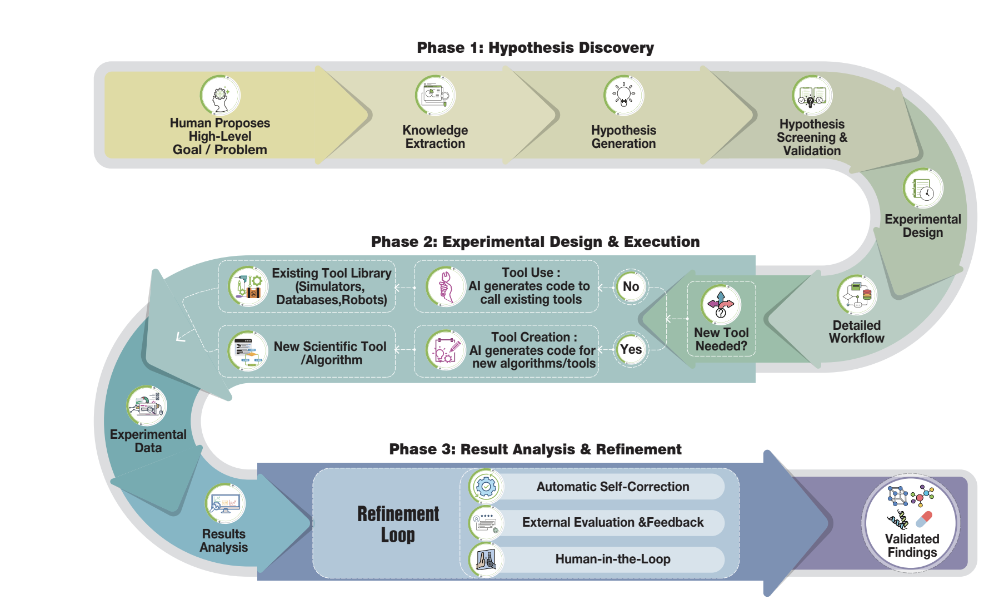 Phase 1: Hypothesis Discovery
Human Proposes
High-Level
Goal / Problem
Knowledge
Extraction
Hypothesis
Generation
Hypothesis
Screening &
Validation
Experimental
Design
Phase 2: Experimental Design & Execution
Detailed
Workflow
New Tool
Needed?
No
Yes
Tool Use :
AI generates code to
call existing tools
Existing Tool Library
(Simulators,
Databases,Robots)
Tool Creation :
AI generates code for
new algorithms/tools
New Scientific Tool
/Algorithm
Experimental
Data
Phase 3: Result Analysis & Refinement
Results
Analysis
Refinement
Loop
Automatic Self-Correction
External Evaluation &Feedback
Human-in-the-Loop
Validated
Findings